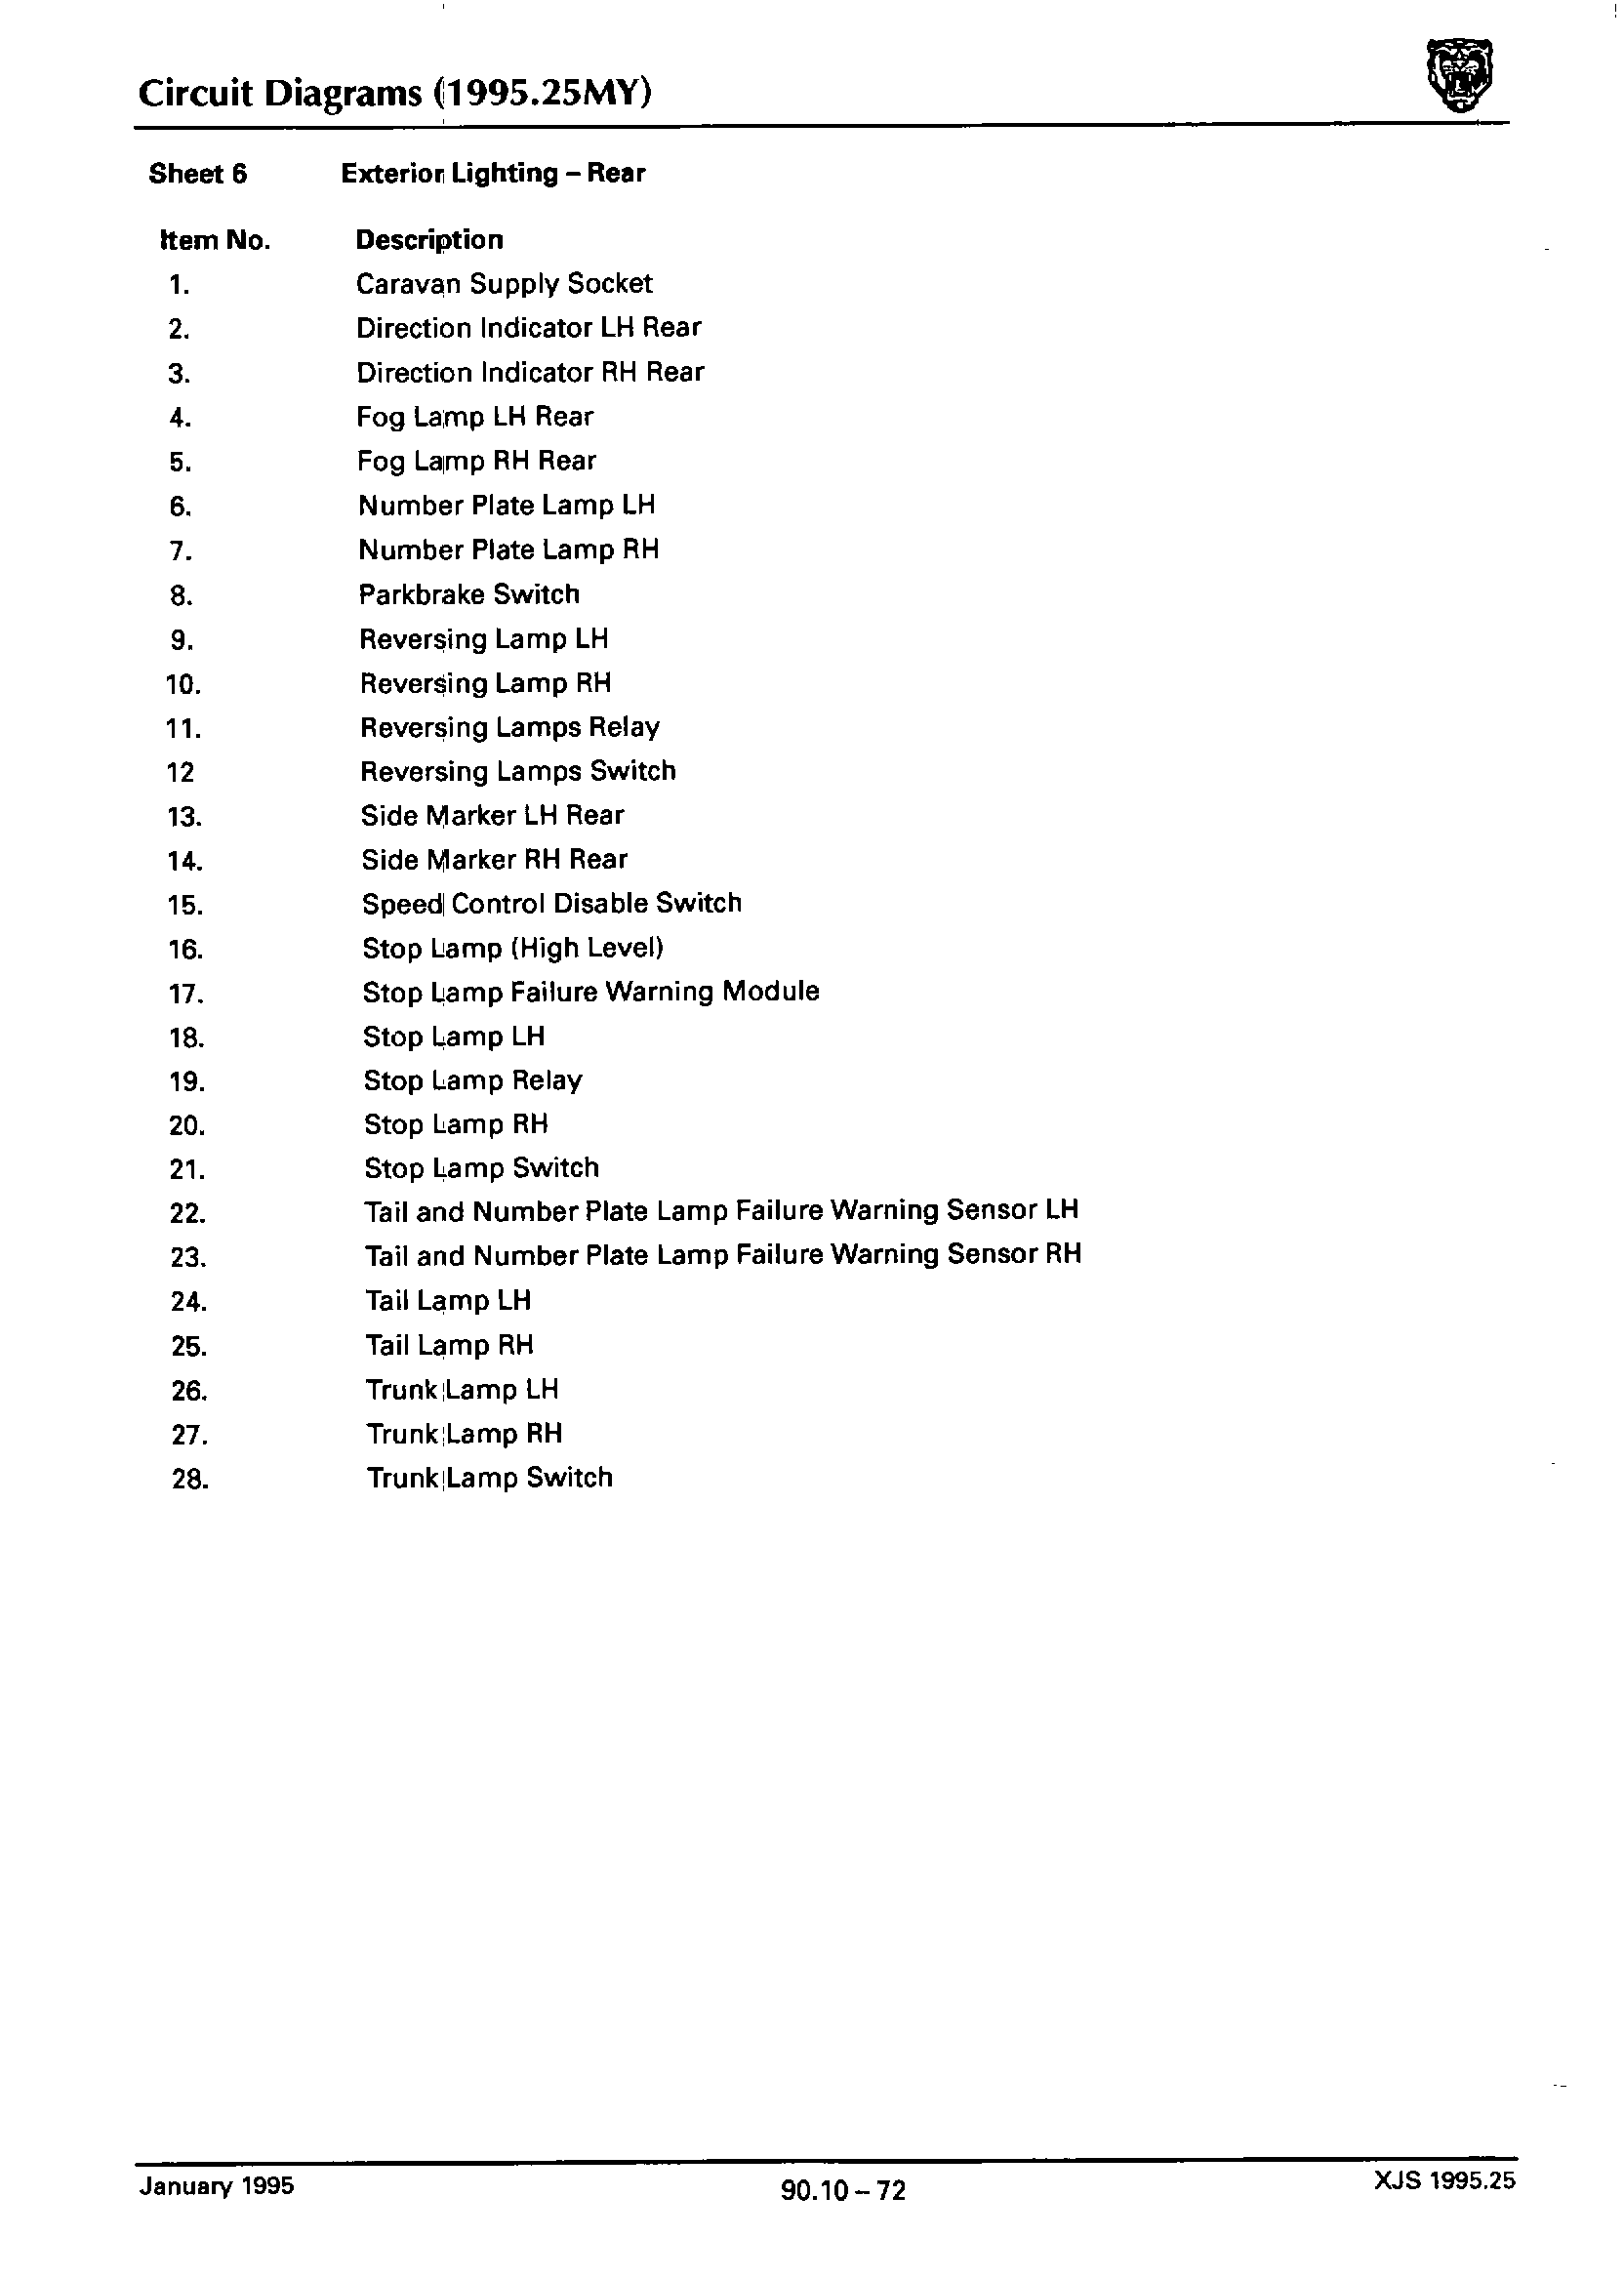 Circuit Diagrams (1995.25MY)
Sheet 6 Exterior Lighting – Rear
Item No. Description
1. Caravan Supply Socket
2. Direction Indicator LH Rear
3. Direction Indicator RH Rear
4. Fog Lamp LH Rear
5. Fog Lamp RH Rear
6. Number Plate Lamp LH
7. Number Plate Lamp RH
8. Parkbrake Switch
9. Reversing Lamp LH
10. Reversing Lamp RH
11. Reversing Lamps Relay
12 Reversing Lamps Switch
13. Side Marker LH Rear
14. Side Marker RH Rear
15. Speed Control Disable Switch
16. Stop Lamp (High Level)
17. Stop Lamp Failure Warning Module
18. Stop Lamp LH
19. Stop Lamp Relay
20. Stop Lamp RH
21. Stop Lamp Switch
22. Tail and Number Plate Lamp Failure Warning Sensor LH
23. Tail and Number Plate Lamp Failure Warning Sensor RH
24. Tail Lamp LH
25. Tail Lamp RH
26. Trunk Lamp LH
27. Trunk Lamp RH
28. Trunk Lamp Switch
January 1995 90.10 – 72 XJS 1995.25